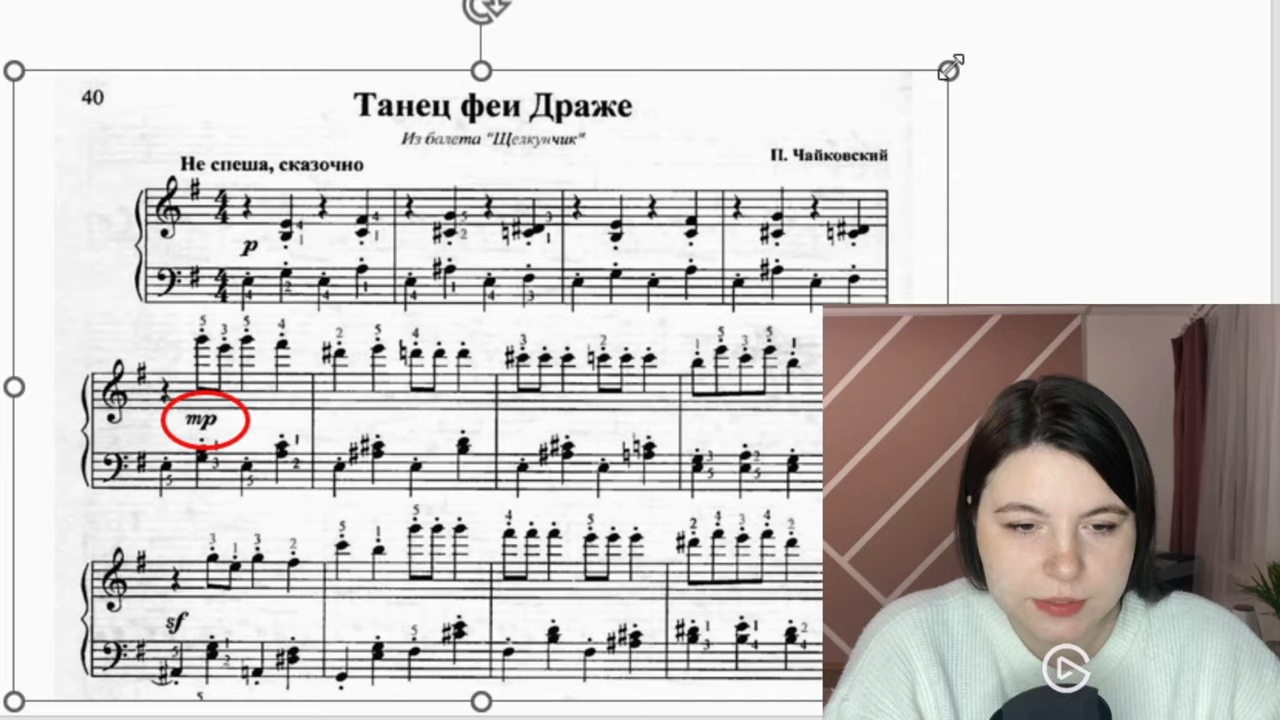 40
Танец феи Драже
Из балета "Щелкунчик"
Не спеша, сказочно
П. Чайковский
p
mp
sf